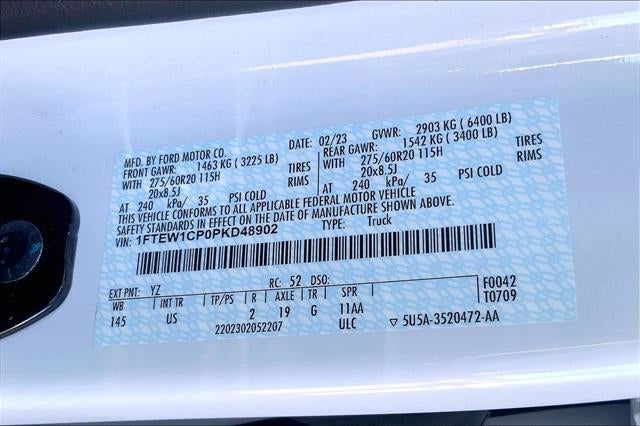 MFD. BY FORD MOTOR CO.
DATE: 02/23 GVWR: 2903 KG ( 6400 LB)
FRONT GAWR: 1463 KG ( 3225 LB) REAR GAWR: 1542 KG ( 3400 LB)
WITH 275/60R20 115H TIRES WITH 275/60R20 115H TIRES
20x8.5J RIMS 20x8.5J RIMS
AT 240 kPa/ 35 PSI COLD AT 240 kPa/ 35 PSI COLD
THIS VEHICLE CONFORMS TO ALL APPLICABLE FEDERAL MOTOR VEHICLE
SAFETY STANDARDS IN EFFECT ON THE DATE OF MANUFACTURE SHOWN ABOVE.
VIN: 1FTEW1CP0PKD48902 TYPE: Truck
EXT PNT: YZ RC: 52 DSO: F0042
WB INT TR TP/PS R AXLE TR SPR T0709
145 US 2 19 G 11AA
2202302052207 ULC ▽ 5U5A-3520472-AA